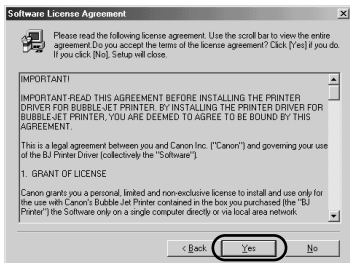 Software License Agreement
Please read the following license agreement. Use the scroll bar to view the entire
agreement.Do you accept the terms of the license agreement? Click [Yes] if you do.
If you click [No], Setup will close.
IMPORTANT!
IMPORTANT-READ THIS AGREEMENT BEFORE INSTALLING THE PRINTER
DRIVER FOR BUBBLE-JET PRINTER. BY INSTALLING THE PRINTER DRIVER FOR
BUBBLE-JET PRINTER, YOU ARE DEEMED TO AGREE TO BE BOUND BY THIS
AGREEMENT.
This is a legal agreement between you and Canon Inc. ("Canon") and governing your use
of the BJ Printer Driver (collectively the "Software").
1. GRANT OF LICENSE
Canon grants you a personal, limited and non-exclusive license to install and use only for
the use with Canon's Bubble Jet Printer contained in the box you purchased (the "BJ
Printer") the Software only on a single computer directly or via local area network
< Back
Yes
No